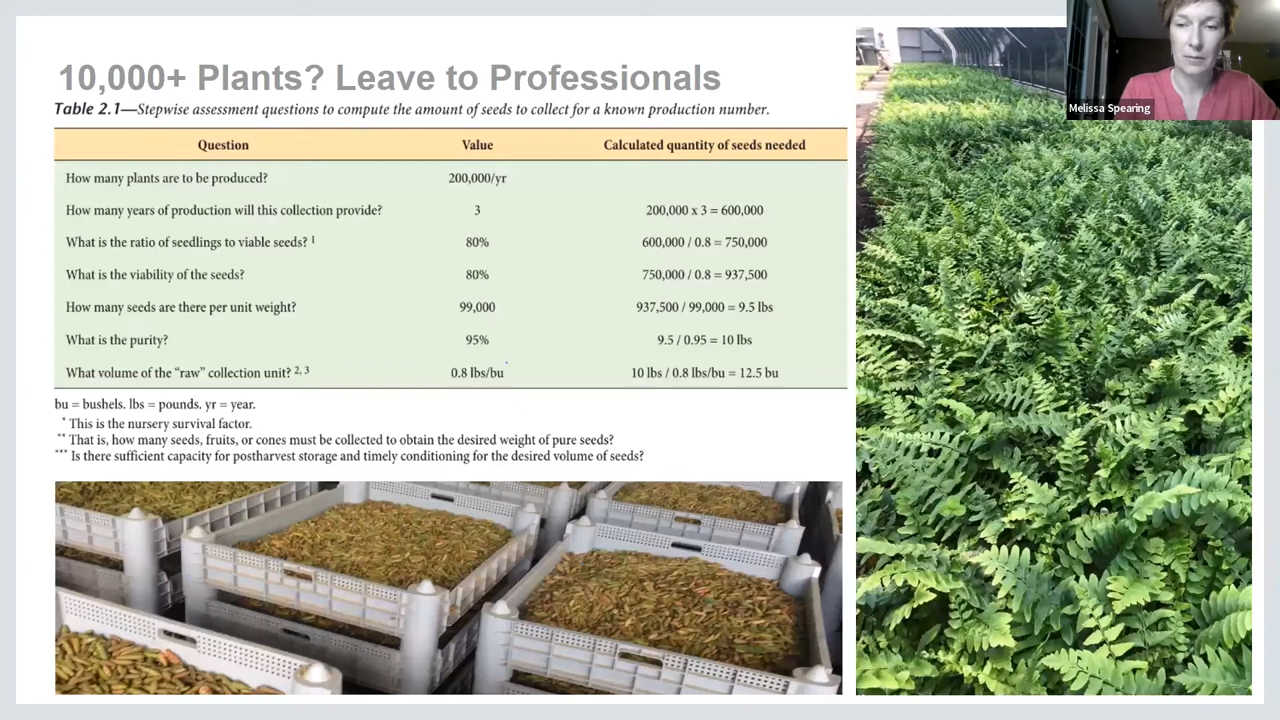 10,000+ Plants? Leave to Professionals
Melissa Spearing
Table 2.1—Stepwise assessment questions to compute the amount of seeds to collect for a known production number.
Question Value Calculated quantity of seeds needed
How many plants are to be produced? 200,000/yr
How many years of production will this collection provide? 3 200,000 x 3 = 600,000
What is the ratio of seedlings to viable seeds? 1 80% 600,000 / 0.8 = 750,000
What is the viability of the seeds? 80% 750,000 / 0.8 = 937,500
How many seeds are there per unit weight? 99,000 937,500 / 99,000 = 9.5 lbs
What is the purity? 95% 9.5 / 0.95 = 10 lbs
What volume of the “raw” collection unit? 2, 3 0.8 lbs/bu 10 lbs / 0.8 lbs/bu = 12.5 bu
bu = bushels. lbs = pounds. yr = year.
* This is the nursery survival factor.
** That is, how many seeds, fruits, or cones must be collected to obtain the desired weight of pure seeds?
*** Is there sufficient capacity for postharvest storage and timely conditioning for the desired volume of seeds?